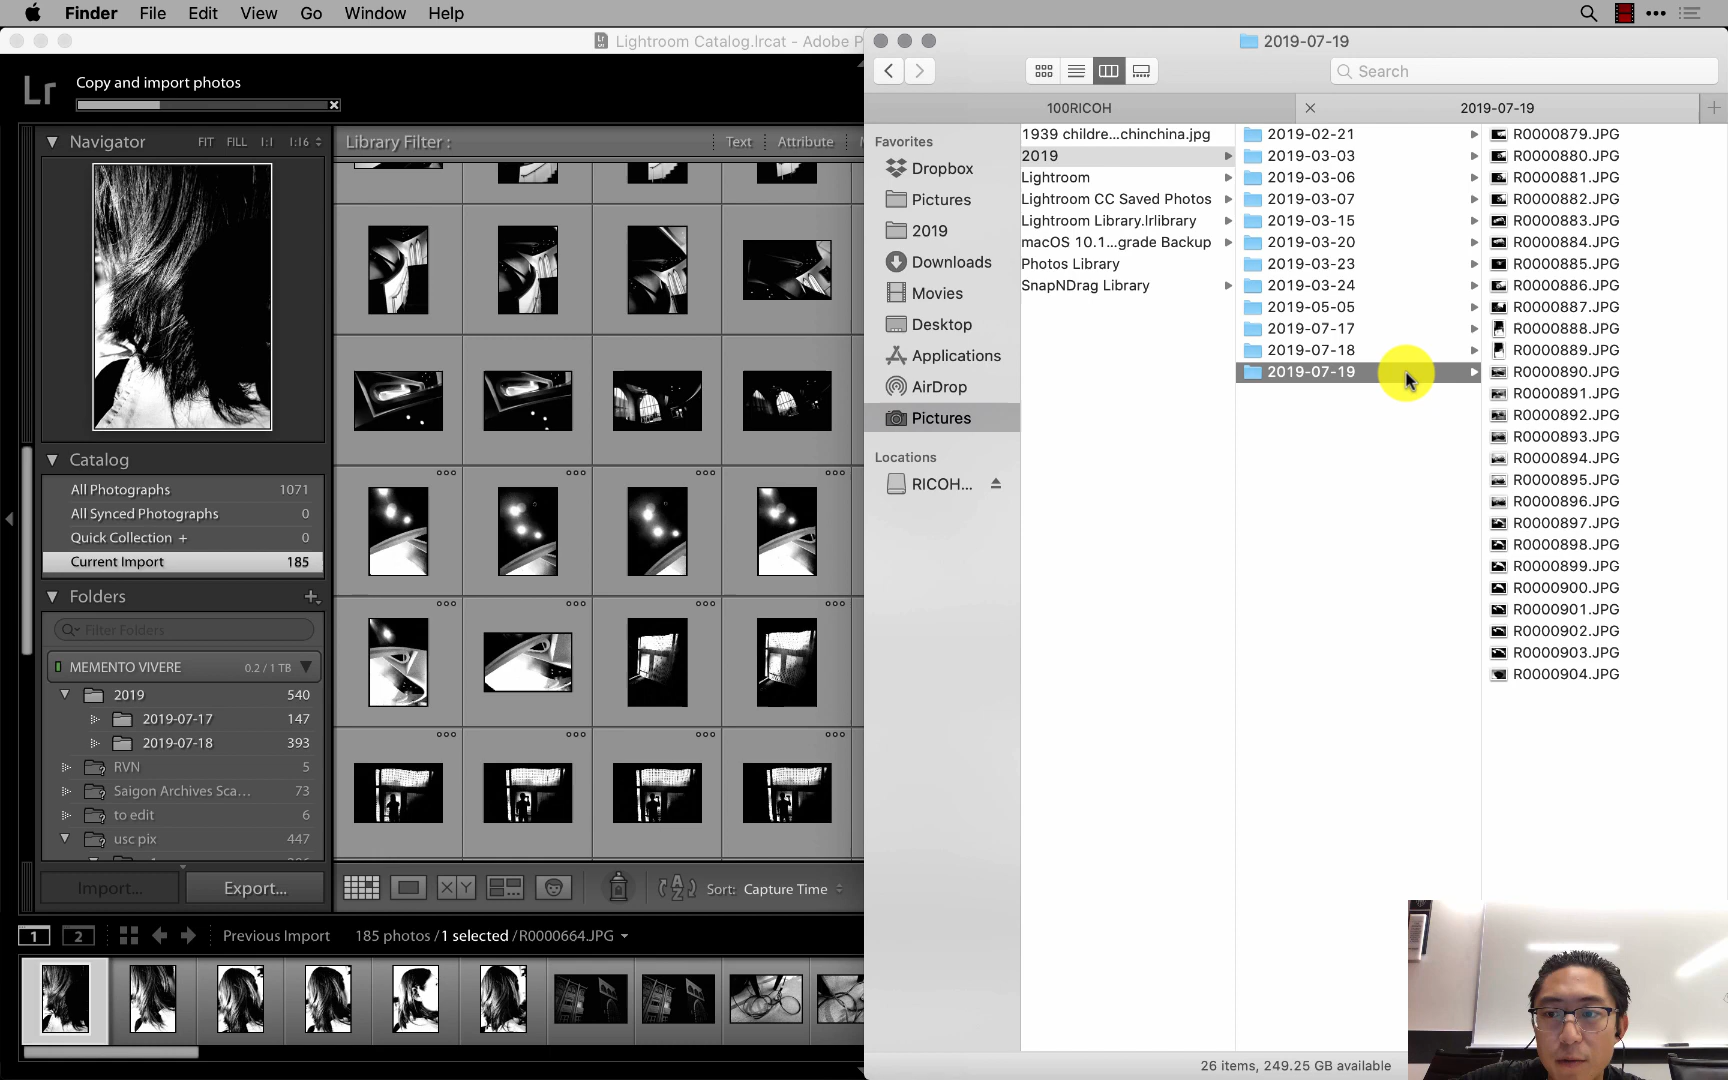 Finder File Edit View Go Window Help
Lightroom Catalog.lrcat - Adobe P
Lr
Copy and import photos
Navigator FIT FILL 1:1 1:16
Catalog
All Photographs 1071
All Synced Photographs 0
Quick Collection + 0
Current Import 185
Folders +
Filter Folders
MEMENTO VIVERE 0.2 / 1 TB
2019 540
2019-07-17 147
2019-07-18 393
RVN 5
Saigon Archives Sca... 73
to edit 6
usc pix 447
Import... Export...
Library Filter : Text Attribute
XY
Sort: Capture Time
1 2 Previous Import 185 photos / 1 selected / R0000664.JPG
2019-07-19
Search
100RICOH 2019-07-19
Favorites
Dropbox
Pictures
2019
Downloads
Movies
Desktop
Applications
AirDrop
Pictures
Locations
RICOH...
1939 childre...chinchina.jpg
2019
Lightroom
Lightroom CC Saved Photos
Lightroom Library.lrlibrary
macOS 10.1...grade Backup
Photos Library
SnapNDrag Library
2019-02-21
2019-03-03
2019-03-06
2019-03-07
2019-03-15
2019-03-20
2019-03-23
2019-03-24
2019-05-05
2019-07-17
2019-07-18
2019-07-19
R0000879.JPG
R0000880.JPG
R0000881.JPG
R0000882.JPG
R0000883.JPG
R0000884.JPG
R0000885.JPG
R0000886.JPG
R0000887.JPG
R0000888.JPG
R0000889.JPG
R0000890.JPG
R0000891.JPG
R0000892.JPG
R0000893.JPG
R0000894.JPG
R0000895.JPG
R0000896.JPG
R0000897.JPG
R0000898.JPG
R0000899.JPG
R0000900.JPG
R0000901.JPG
R0000902.JPG
R0000903.JPG
R0000904.JPG
26 items, 249.25 GB available